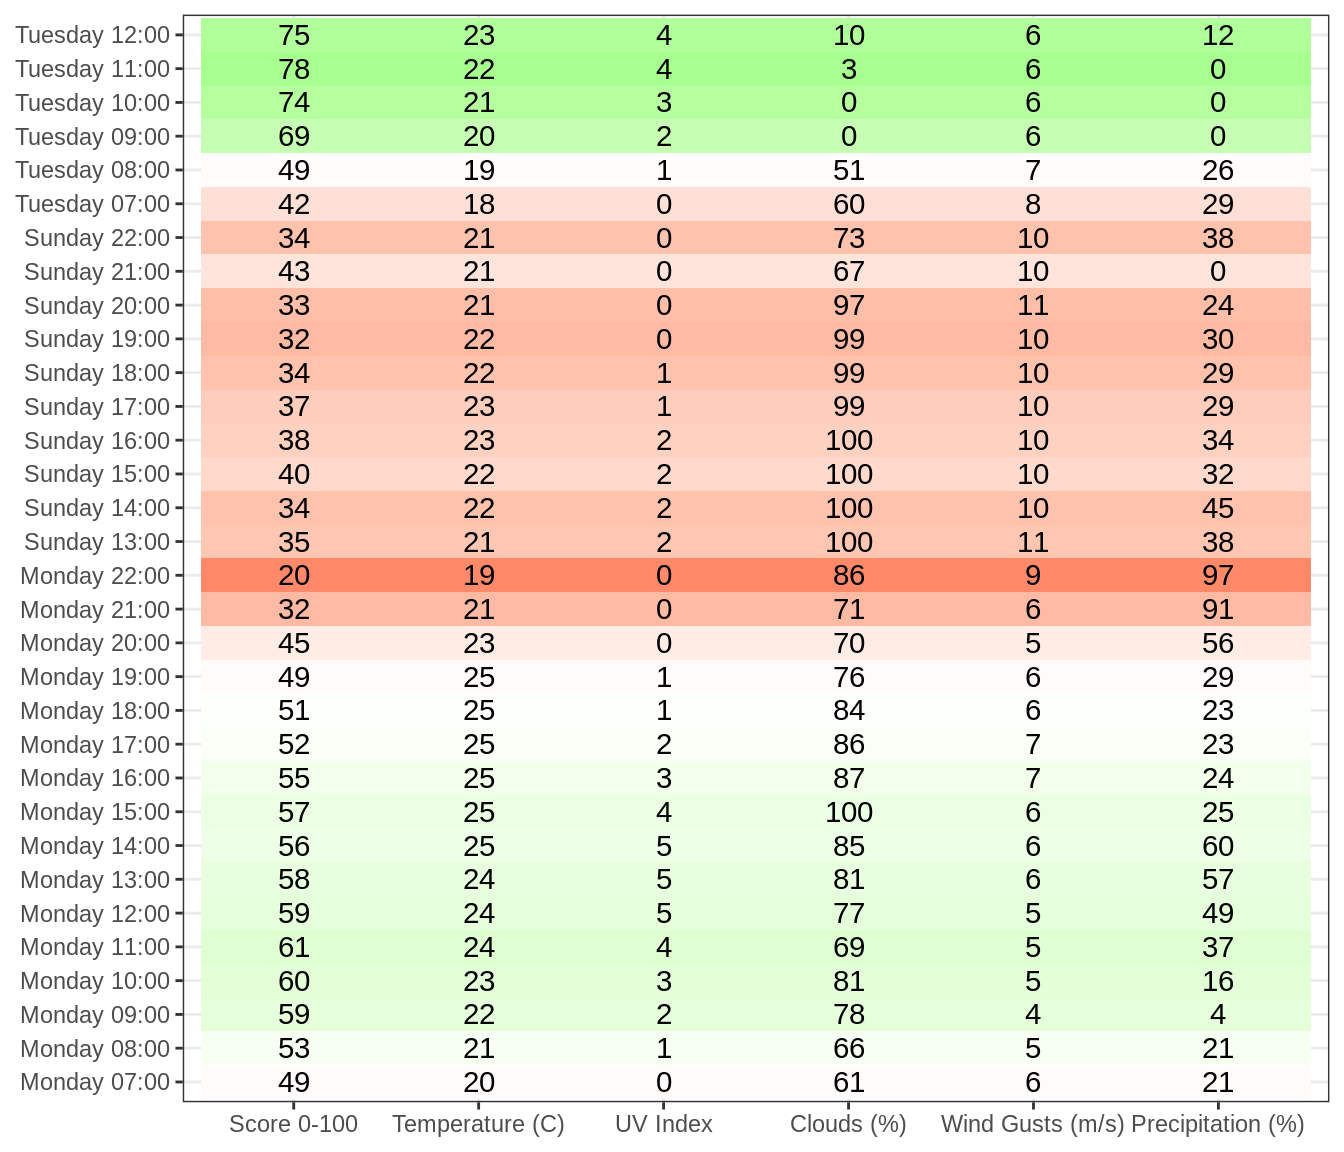 Tuesday 12:00 75 23 4 10 6 12
Tuesday 11:00 78 22 4 3 6 0
Tuesday 10:00 74 21 3 0 6 0
Tuesday 09:00 69 20 2 0 6 0
Tuesday 08:00 49 19 1 51 7 26
Tuesday 07:00 42 18 0 60 8 29
Sunday 22:00 34 21 0 73 10 38
Sunday 21:00 43 21 0 67 10 0
Sunday 20:00 33 21 0 97 11 24
Sunday 19:00 32 22 0 99 10 30
Sunday 18:00 34 22 1 99 10 29
Sunday 17:00 37 23 1 99 10 29
Sunday 16:00 38 23 2 100 10 34
Sunday 15:00 40 22 2 100 10 32
Sunday 14:00 34 22 2 100 10 45
Sunday 13:00 35 21 2 100 11 38
Monday 22:00 20 19 0 86 9 97
Monday 21:00 32 21 0 71 6 91
Monday 20:00 45 23 0 70 5 56
Monday 19:00 49 25 1 76 6 29
Monday 18:00 51 25 1 84 6 23
Monday 17:00 52 25 2 86 7 23
Monday 16:00 55 25 3 87 7 24
Monday 15:00 57 25 4 100 6 25
Monday 14:00 56 25 5 85 6 60
Monday 13:00 58 24 5 81 6 57
Monday 12:00 59 24 5 77 5 49
Monday 11:00 61 24 4 69 5 37
Monday 10:00 60 23 3 81 5 16
Monday 09:00 59 22 2 78 4 4
Monday 08:00 53 21 1 66 5 21
Monday 07:00 49 20 0 61 6 21
Score 0-100 Temperature (C) UV Index Clouds (%) Wind Gusts (m/s) Precipitation (%)